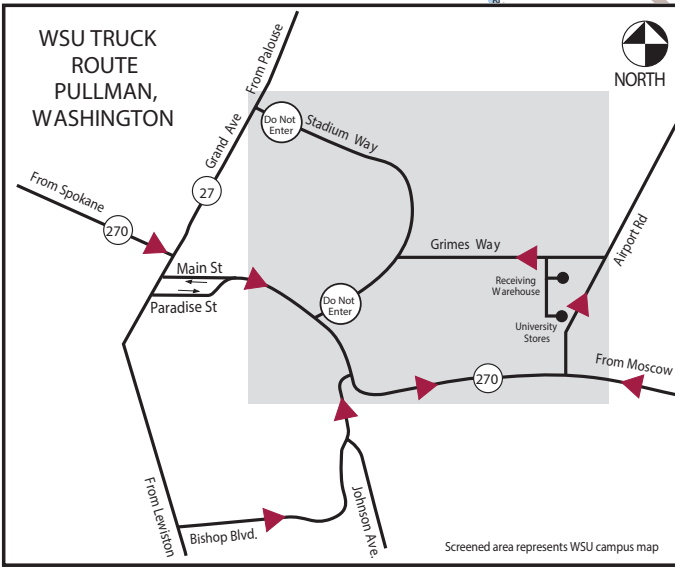 WSU TRUCK
ROUTE
PULLMAN,
WASHINGTON
NORTH
From Palouse
Grand Ave
27
Do Not
Enter
Stadium Way
From Spokane
270
Main St
Paradise St
Grimes Way
Airport Rd
Receiving
Warehouse
University
Stores
Do Not
Enter
From Moscow
270
From Lewiston
Bishop Blvd.
Johnson Ave.
Screened area represents WSU campus map